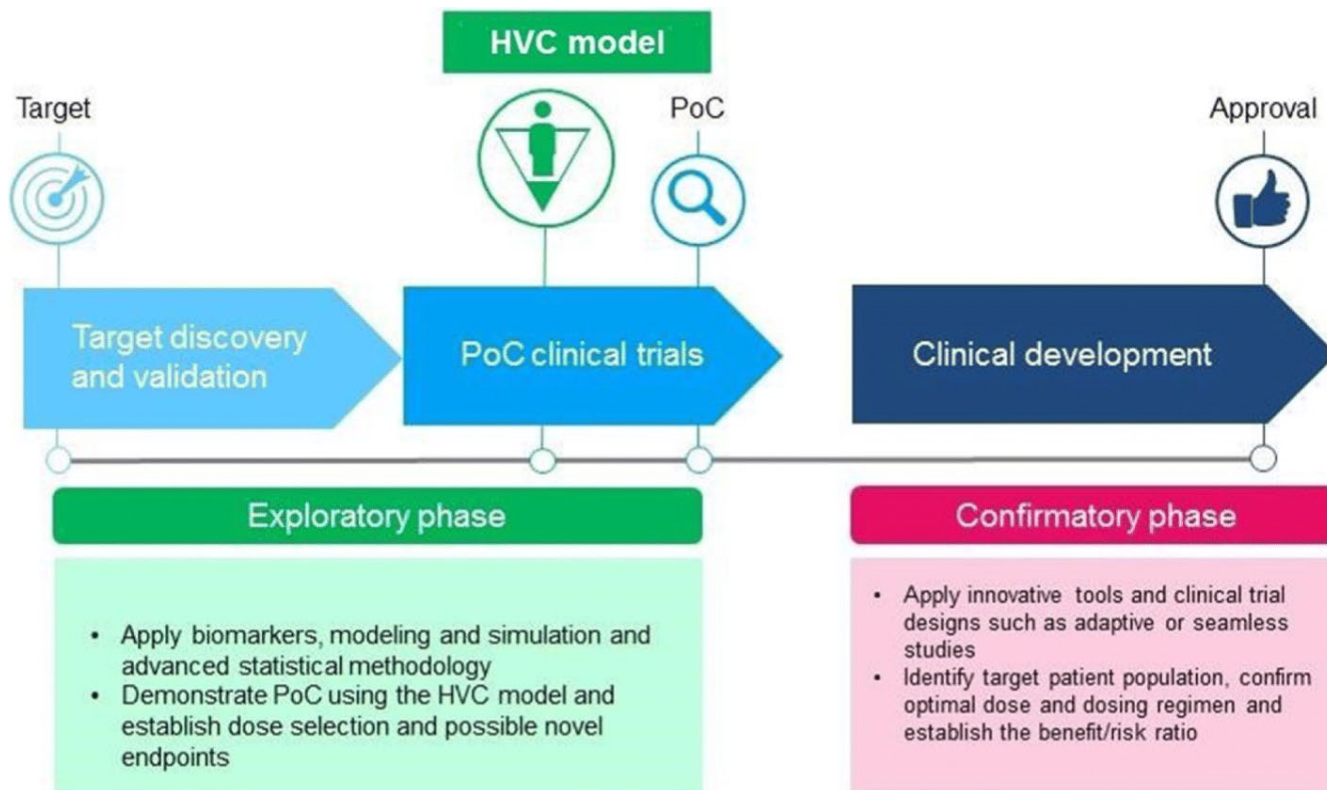 HVC model
Target
PoC
Approval
Target discovery
and validation
PoC clinical trials
Clinical development
Exploratory phase
• Apply biomarkers, modeling and simulation and
advanced statistical methodology
• Demonstrate PoC using the HVC model and
establish dose selection and possible novel
endpoints
Confirmatory phase
• Apply innovative tools and clinical trial
designs such as adaptive or seamless
studies
• Identify target patient population, confirm
optimal dose and dosing regimen and
establish the benefit/risk ratio